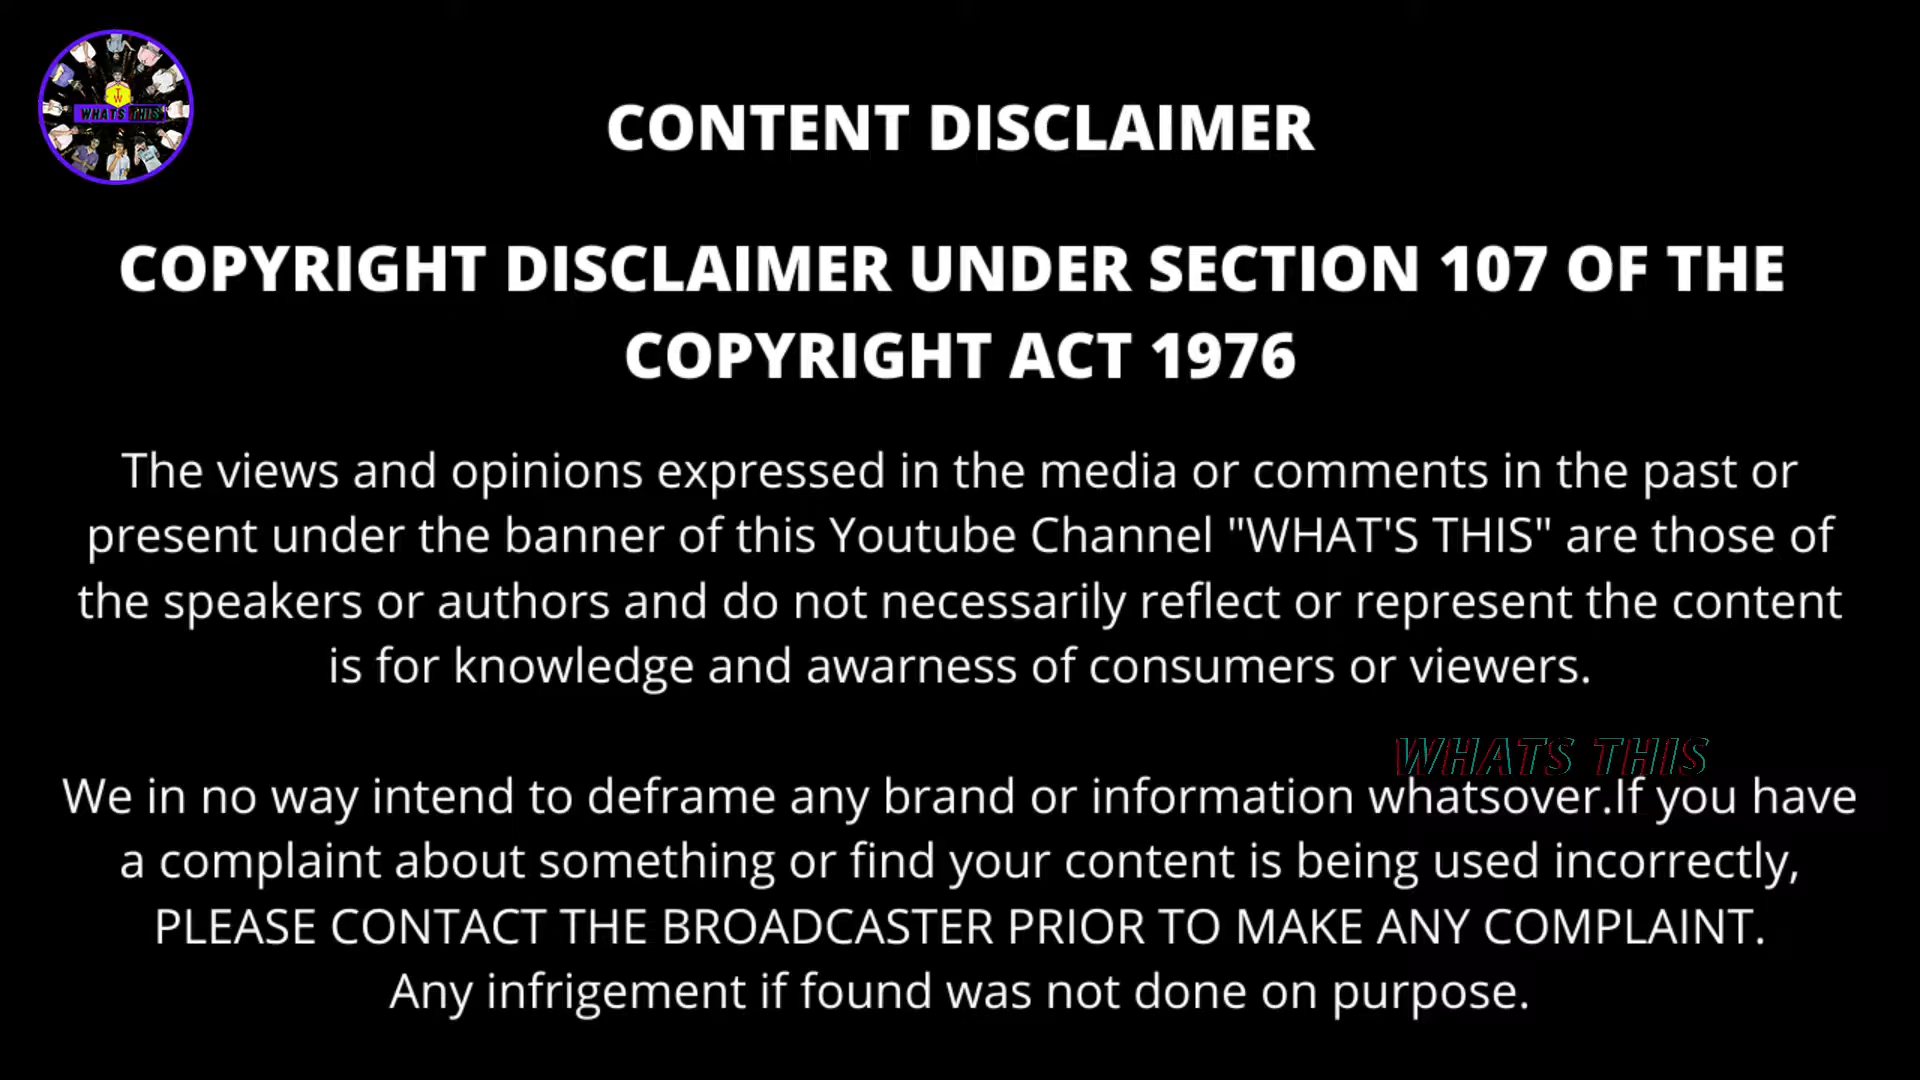 T
W
WHATS THIS
CONTENT DISCLAIMER
COPYRIGHT DISCLAIMER UNDER SECTION 107 OF THE
COPYRIGHT ACT 1976
The views and opinions expressed in the media or comments in the past or
present under the banner of this Youtube Channel "WHAT'S THIS" are those of
the speakers or authors and do not necessarily reflect or represent the content
is for knowledge and awarness of consumers or viewers.
WHATS THIS
We in no way intend to deframe any brand or information whatsover.If you have
a complaint about something or find your content is being used incorrectly,
PLEASE CONTACT THE BROADCASTER PRIOR TO MAKE ANY COMPLAINT.
Any infrigement if found was not done on purpose.